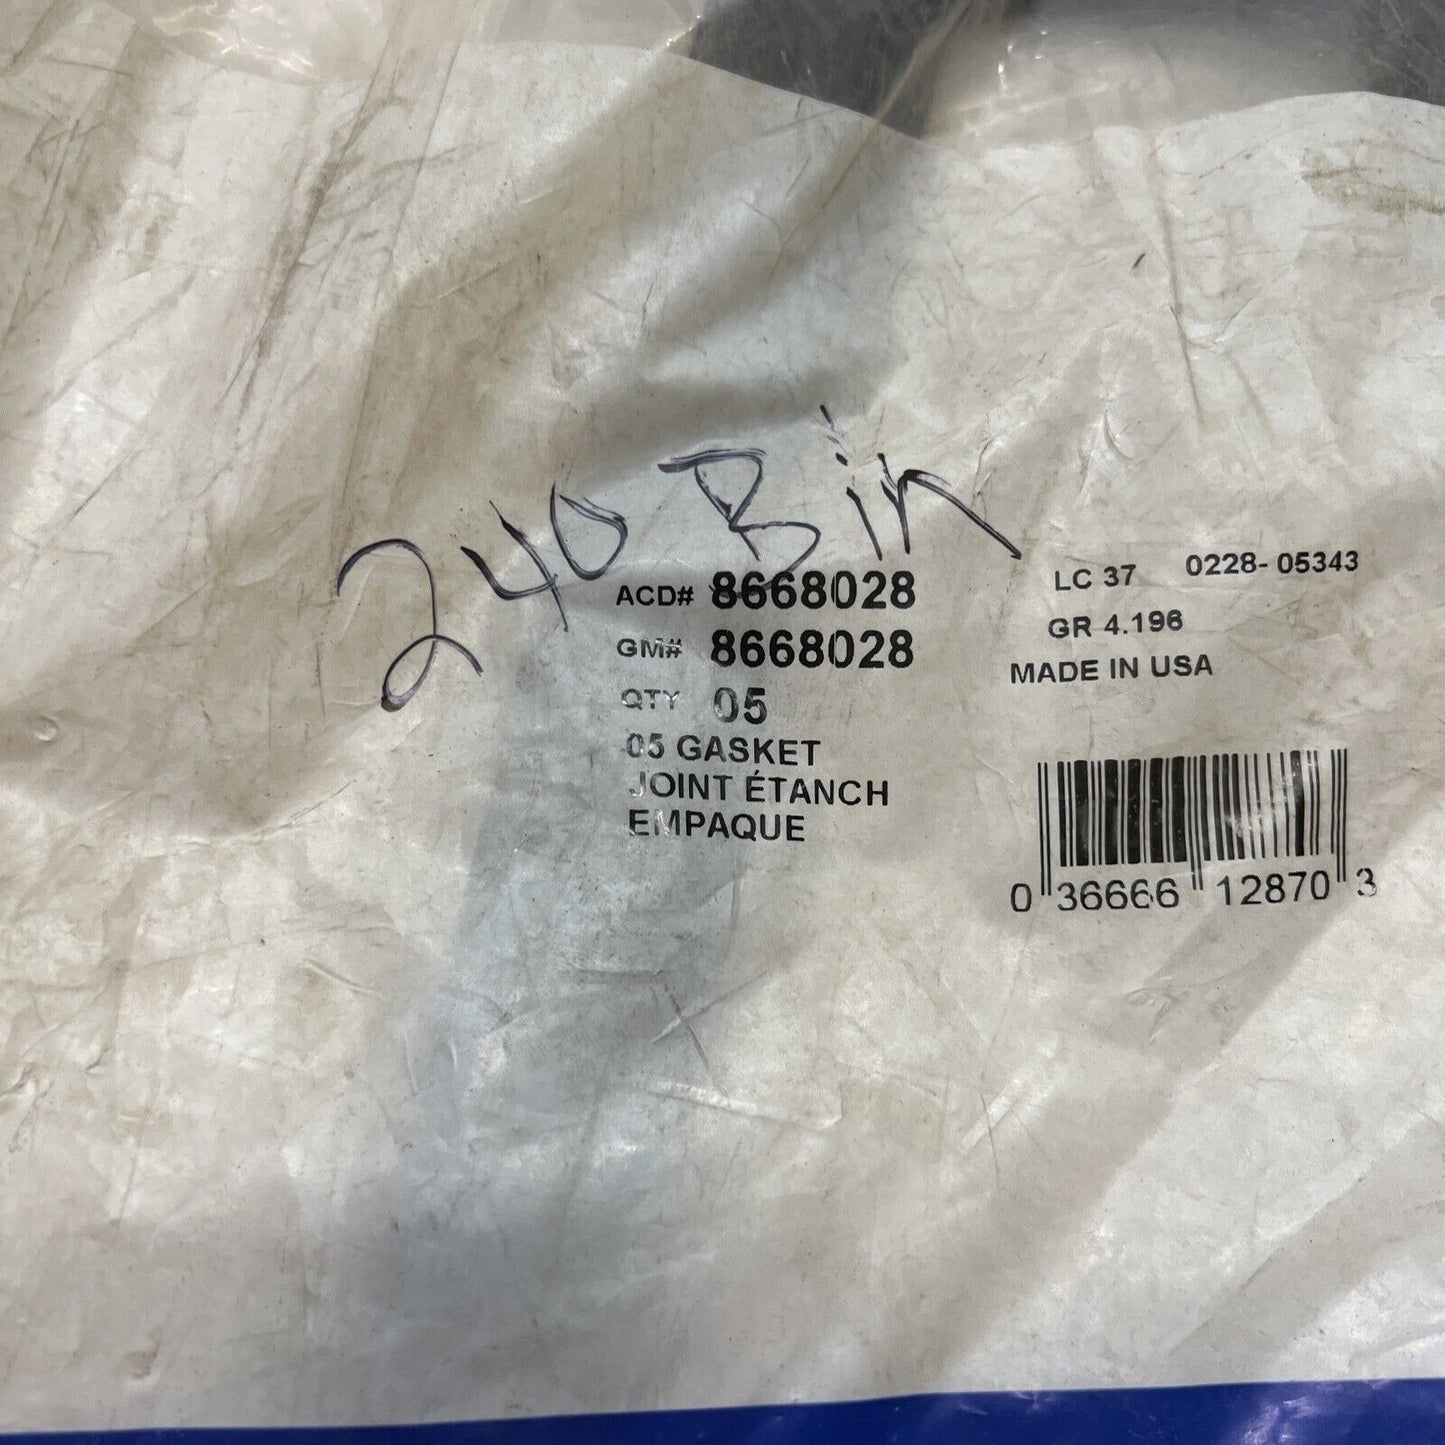 240 Bin
ACD# 8668028
GM# 8668028
QTY 05
05 GASKET
JOINT ÉTANCH
EMPAQUE
LC 37 0228-05343
GR 4.196
MADE IN USA
0 36666 12870 3